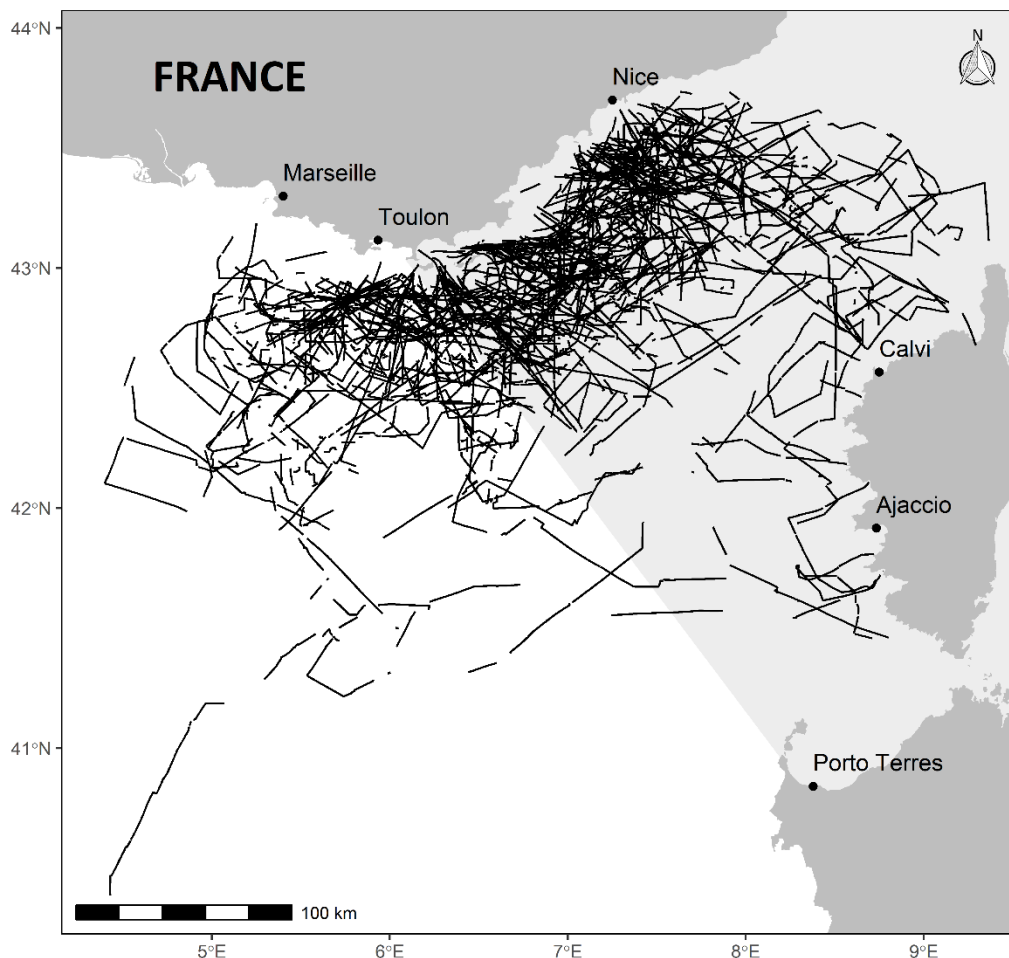 44°N
N
FRANCE
Nice
Marseille
Toulon
43°N
Calvi
42°N
Ajaccio
41°N
Porto Terres
100 km
5°E
6°E
7°E
8°E
9°E